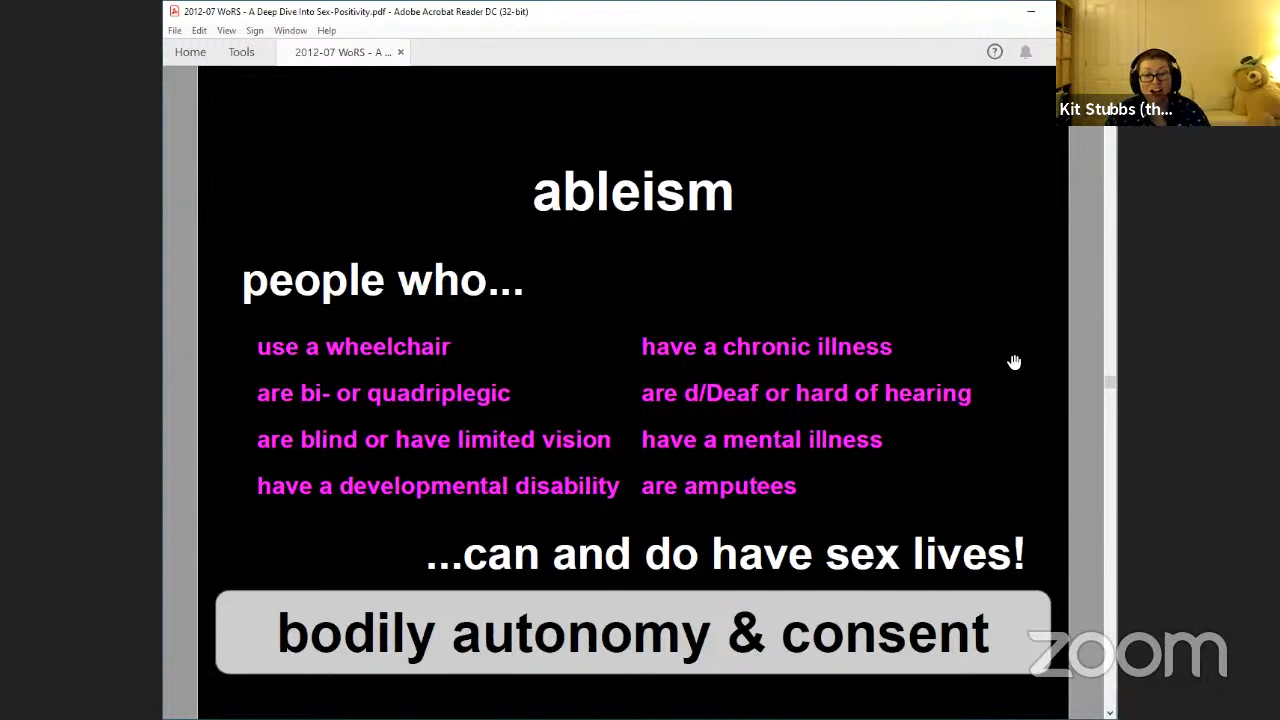 2012-07 WoRS - A Deep Dive Into Sex-Positivity.pdf - Adobe Acrobat Reader DC (32-bit)
File Edit View Sign Window Help
Home Tools 2012-07 WoRS - A ... ×
Kit Stubbs (th...
ableism
people who...
use a wheelchair
are bi- or quadriplegic
are blind or have limited vision
have a developmental disability
have a chronic illness
are d/Deaf or hard of hearing
have a mental illness
are amputees
...can and do have sex lives!
bodily autonomy & consent
zoom